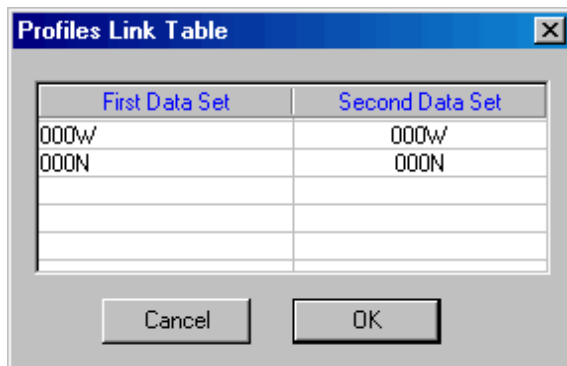 Profiles Link Table
First Data Set Second Data Set
000W 000W
000N 000N
Cancel OK